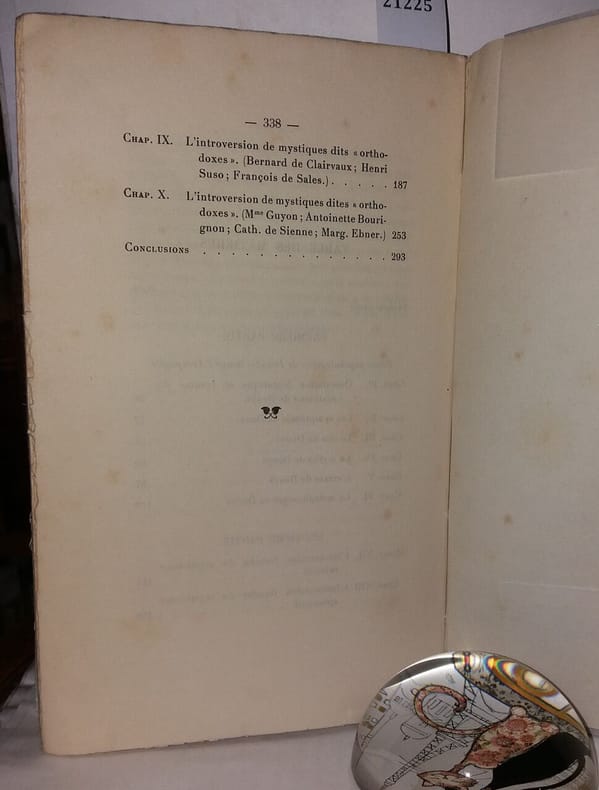 21225
— 338 —
Chap. IX. L'introversion de mystiques dits « ortho-
doxes ». (Bernard de Clairvaux ; Henri
Suso ; François de Sales.) . . . . . 187
Chap. X. L'introversion de mystiques dites « ortho-
doxes ». (Mme Guyon ; Antoinette Bouri-
gnon ; Cath. de Sienne ; Marg. Ebner.) 253
Conclusions . . . . . . . . . . . . . 293